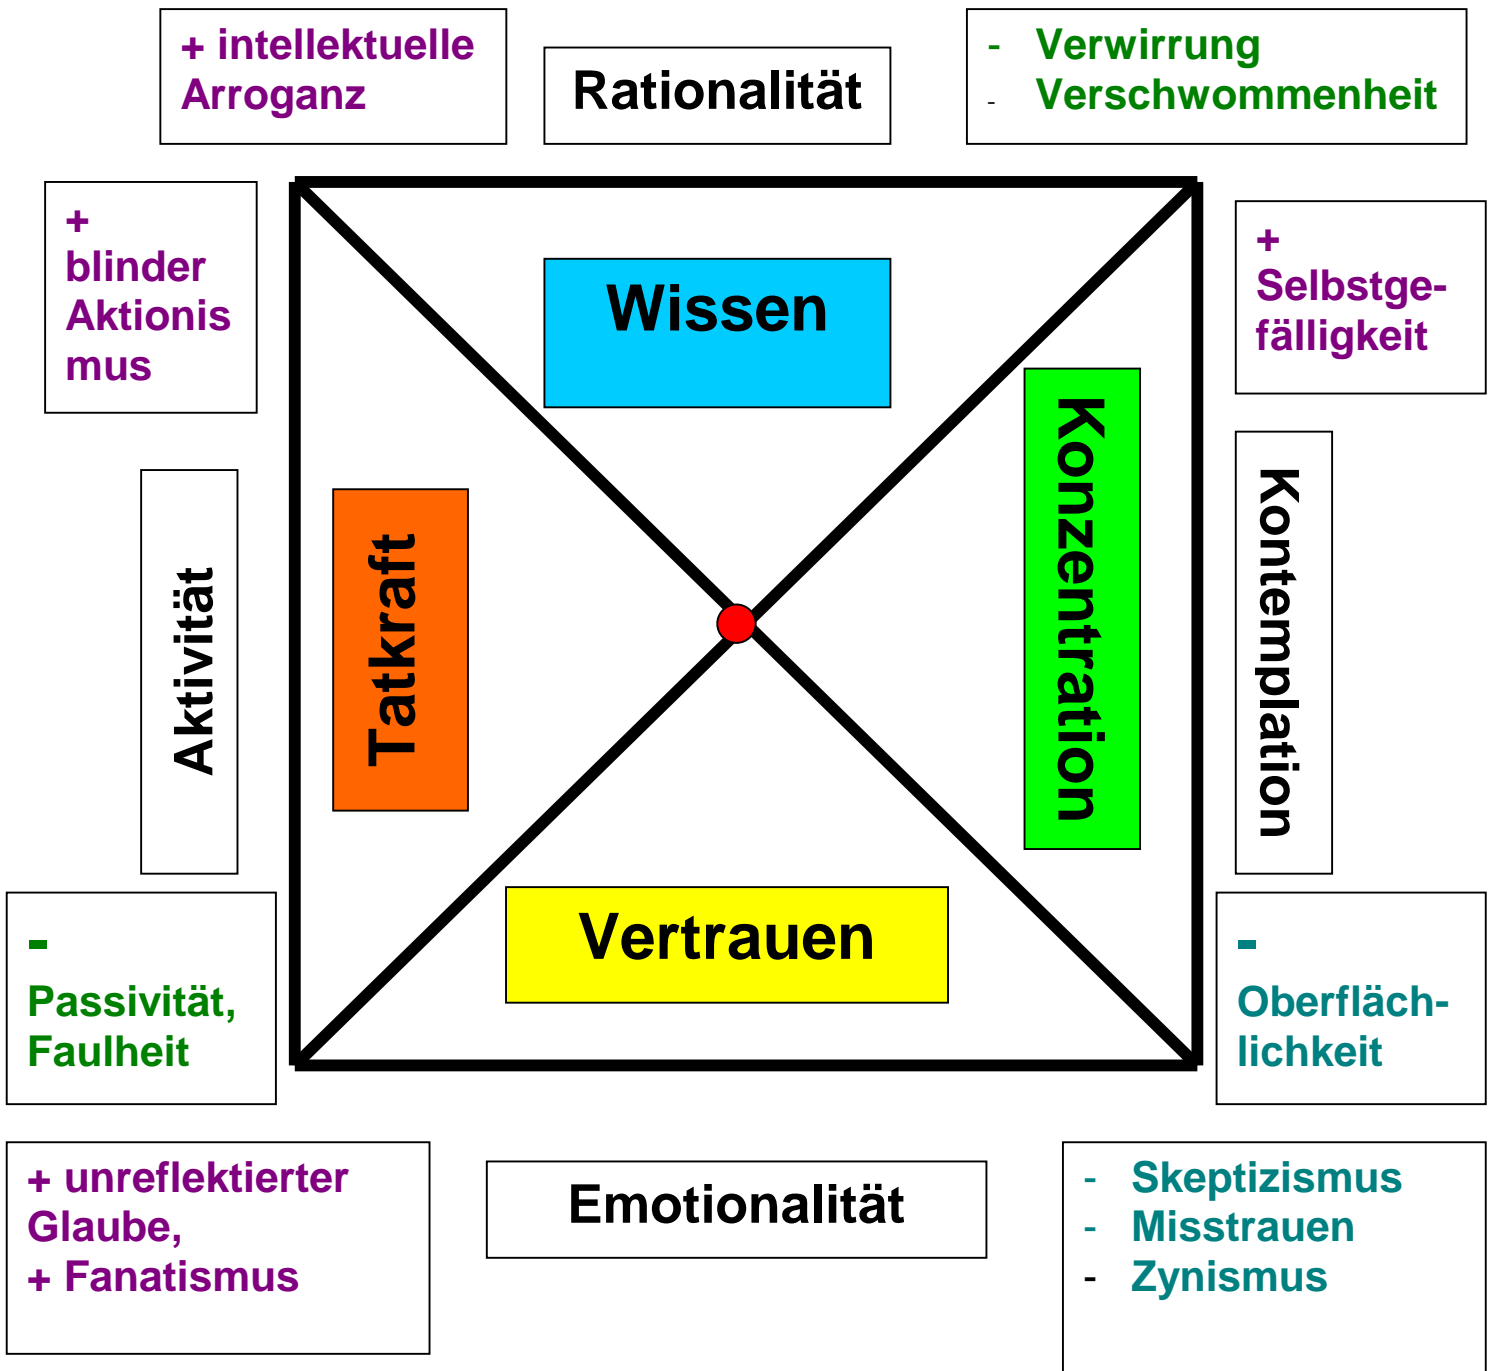 + intellektuelle
Arroganz
Rationalität
- Verwirrung
- Verschwommenheit
+
blinder
Aktionis
mus
Wissen
+
Selbstge-
fälligkeit
Aktivität
Tatkraft
Konzentration
Kontemplation
Vertrauen
-
Passivität,
Faulheit
-
Oberfläch-
lichkeit
+ unreflektierter
Glaube,
+ Fanatismus
Emotionalität
- Skeptizismus
- Misstrauen
- Zynismus